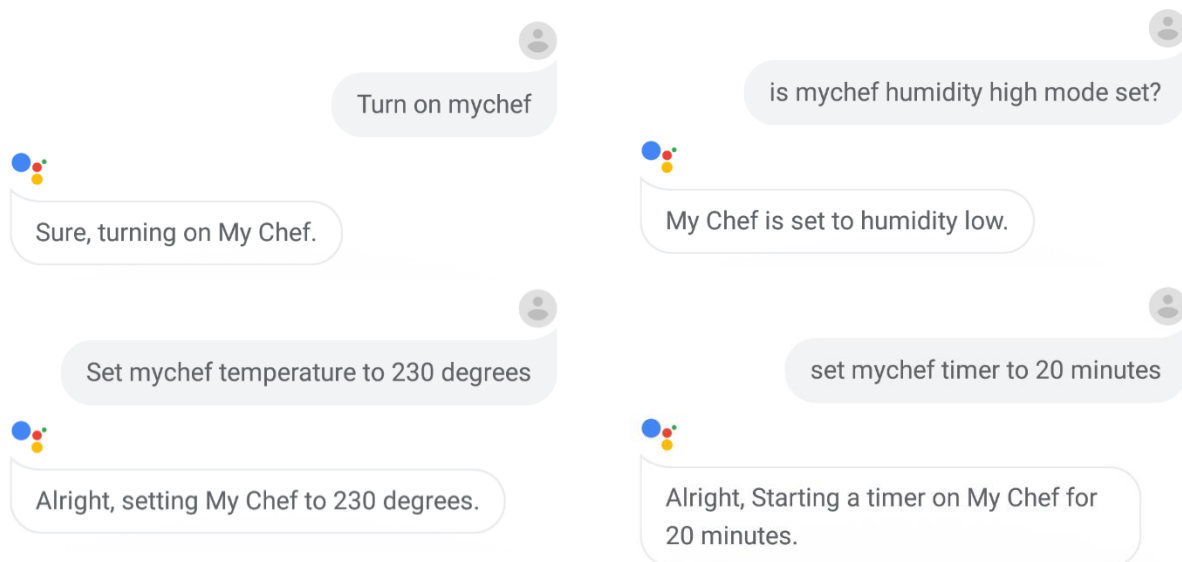 Turn on mychef
Sure, turning on My Chef.
Set mychef temperature to 230 degrees
Alright, setting My Chef to 230 degrees.
is mychef humidity high mode set?
My Chef is set to humidity low.
set mychef timer to 20 minutes
Alright, Starting a timer on My Chef for
20 minutes.